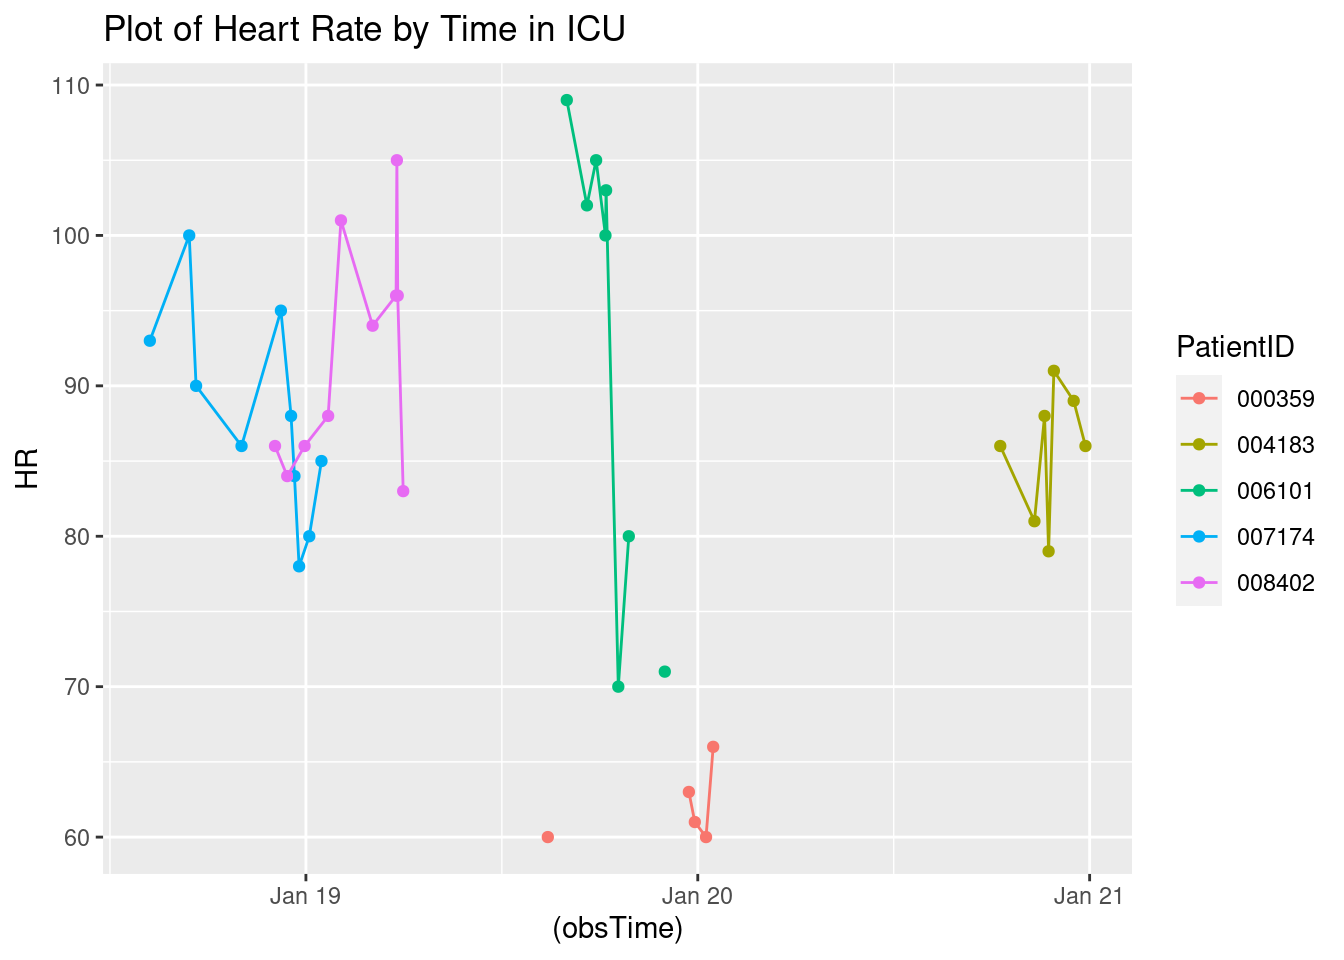 Plot of Heart Rate by Time in ICU
110
100
90
80
70
60
HR
Jan 19
Jan 20
Jan 21
(obsTime)
PatientID
000359
004183
006101
007174
008402